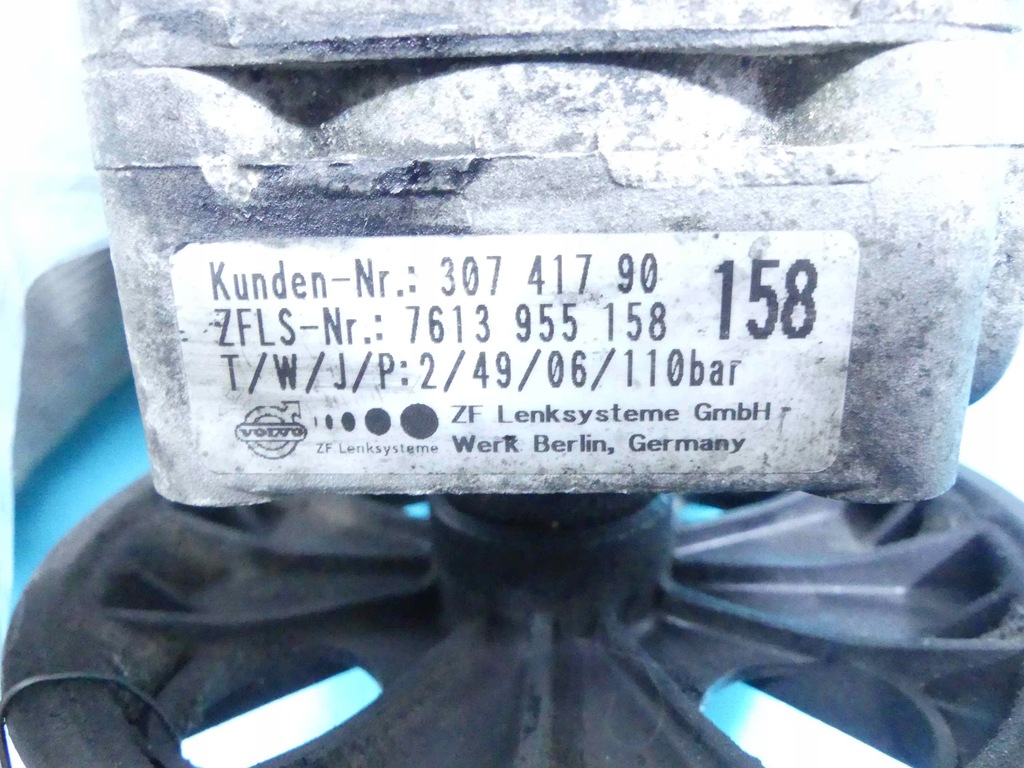 Kunden-Nr.: 307 417 90
158
ZFLS-Nr.: 7613 955 158
T/W/J/P: 2/49/06/110bar
VOLVO
ZF Lenksysteme
ZF Lenksysteme GmbH
Werk Berlin, Germany